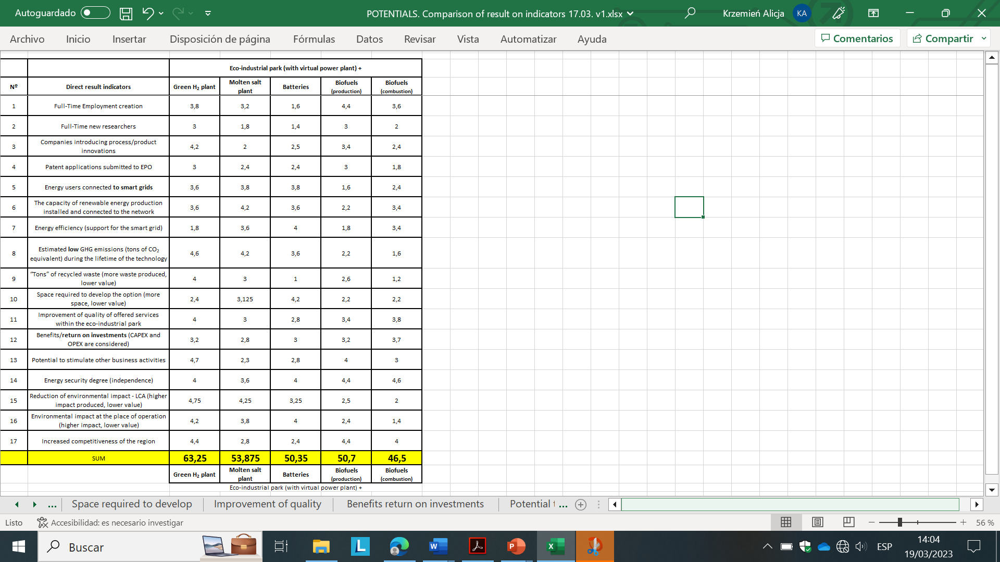 Autoguardado
POTENTIALS. Comparison of result on indicators 17.03. v1.xlsx
Krzemień Alicja
KA
Archivo Inicio Insertar Disposición de página Fórmulas Datos Revisar Vista Automatizar Ayuda
Comentarios
Compartir
Eco-industrial park (with virtual power plant) +
Nº Direct result indicators Green H₂ plant Molten salt plant Batteries Biofuels (production) Biofuels (combustion)
1 Full-Time Employment creation 3,8 3,2 1,6 4,4 3,6
2 Full-Time new researchers 3 1,8 1,4 3 2
3 Companies introducing process/product innovations 4,2 2 2,5 3,4 2,4
4 Patent applications submitted to EPO 3 2,4 2,4 3 1,8
5 Energy users connected to smart grids 3,6 3,8 3,8 1,6 2,4
6 The capacity of renewable energy production installed and connected to the network 3,6 4,2 3,6 2,2 3,4
7 Energy efficiency (support for the smart grid) 1,8 3,6 4 1,8 3,4
8 Estimated low GHG emissions (tons of CO₂ equivalent) during the lifetime of the technology 4,6 4,2 3,6 2,2 1,6
9 “Tons” of recycled waste (more waste produced, lower value) 4 3 1 2,6 1,2
10 Space required to develop the option (more space, lower value) 2,4 3,125 4,2 2,2 2,2
11 Improvement of quality of offered services within the eco-industrial park 4 3 2,8 3,4 3,8
12 Benefits/return on investments (CAPEX and OPEX are considered) 3,2 2,8 3 3,2 3,7
13 Potential to stimulate other business activities 4,7 2,3 2,8 4 3
14 Energy security degree (independence) 4 3,6 4 4,4 4,6
15 Reduction of environmental impact - LCA (higher impact produced, lower value) 4,75 4,25 3,25 2,5 2
16 Environmental impact at the place of operation (higher impact, lower value) 4,2 3,8 4 2,4 1,4
17 Increased competitiveness of the region 4,4 2,8 2,4 4,4 4
SUM 63,25 53,875 50,35 50,7 46,5
Green H₂ plant Molten salt plant Batteries Biofuels (production) Biofuels (combustion)
Eco-industrial park (with virtual power plant) +
... Space required to develop Improvement of quality Benefits return on investments Potential t ...
Listo Accesibilidad: es necesario investigar
56 %
Buscar
L W P X
ESP
14:04
19/03/2023